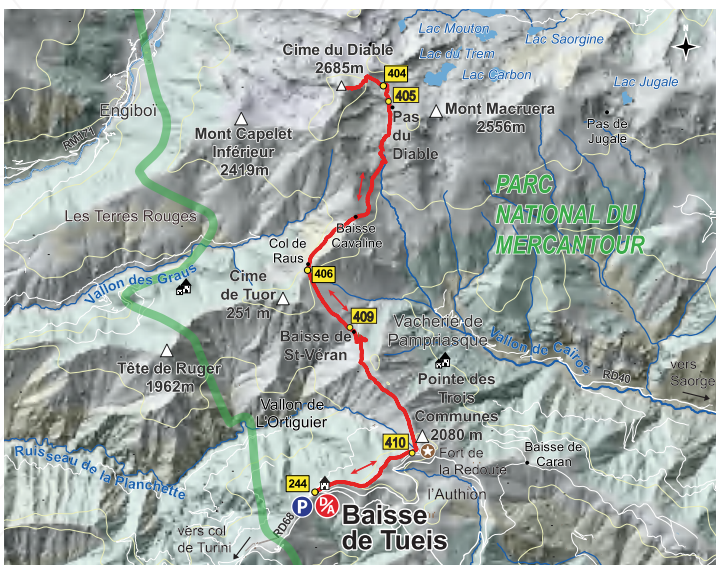 Lac Mouton
Lac Saorgine
Lac du Trem
Lac Carbon
Lac Jugale
Cime du Diable
2685m
404
405
Engiboï
Mont Macruera
2556m
Mont Capelet
Inférieur
2419m
Pas
du
Diable
Pas de
Jugale
RM171
PARC
NATIONAL DU
MERCANTOUR
Les Terres Rouges
Baisse
Cavaline
Col de
Raus
406
Vallon des Graus
Cime
de Tuor
251 m
409
Baisse de
St-Véran
Vacherie de
Pampriasque
Vallon de Cairos
Tête de Ruger
1962m
RD40
vers
Saorge
Pointe des
Trois
Communes
2080 m
Vallon de
L'Ortiguier
410
Fort de
la Redoute
Baisse de
Caran
Ruisseau de la Planchette
244
l'Authion
P
D/A
Baisse
de Tueis
RD68
vers col
de Turini